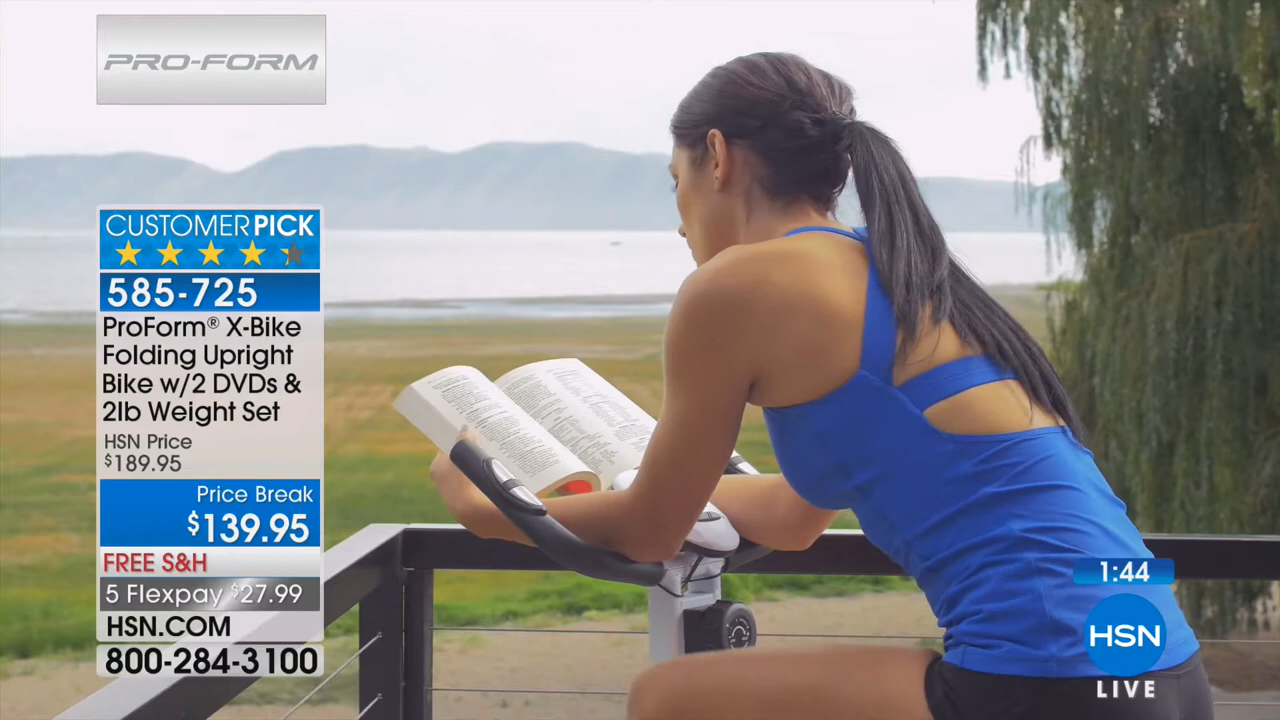 PRO-FORM
CUSTOMER PICK
585-725
ProForm® X-Bike
Folding Upright
Bike w/2 DVDs &
2lb Weight Set
HSN Price
$189.95
Price Break
$139.95
FREE S&H
5 Flexpay $27.99
HSN.COM
800-284-3100
1:44
HSN
LIVE